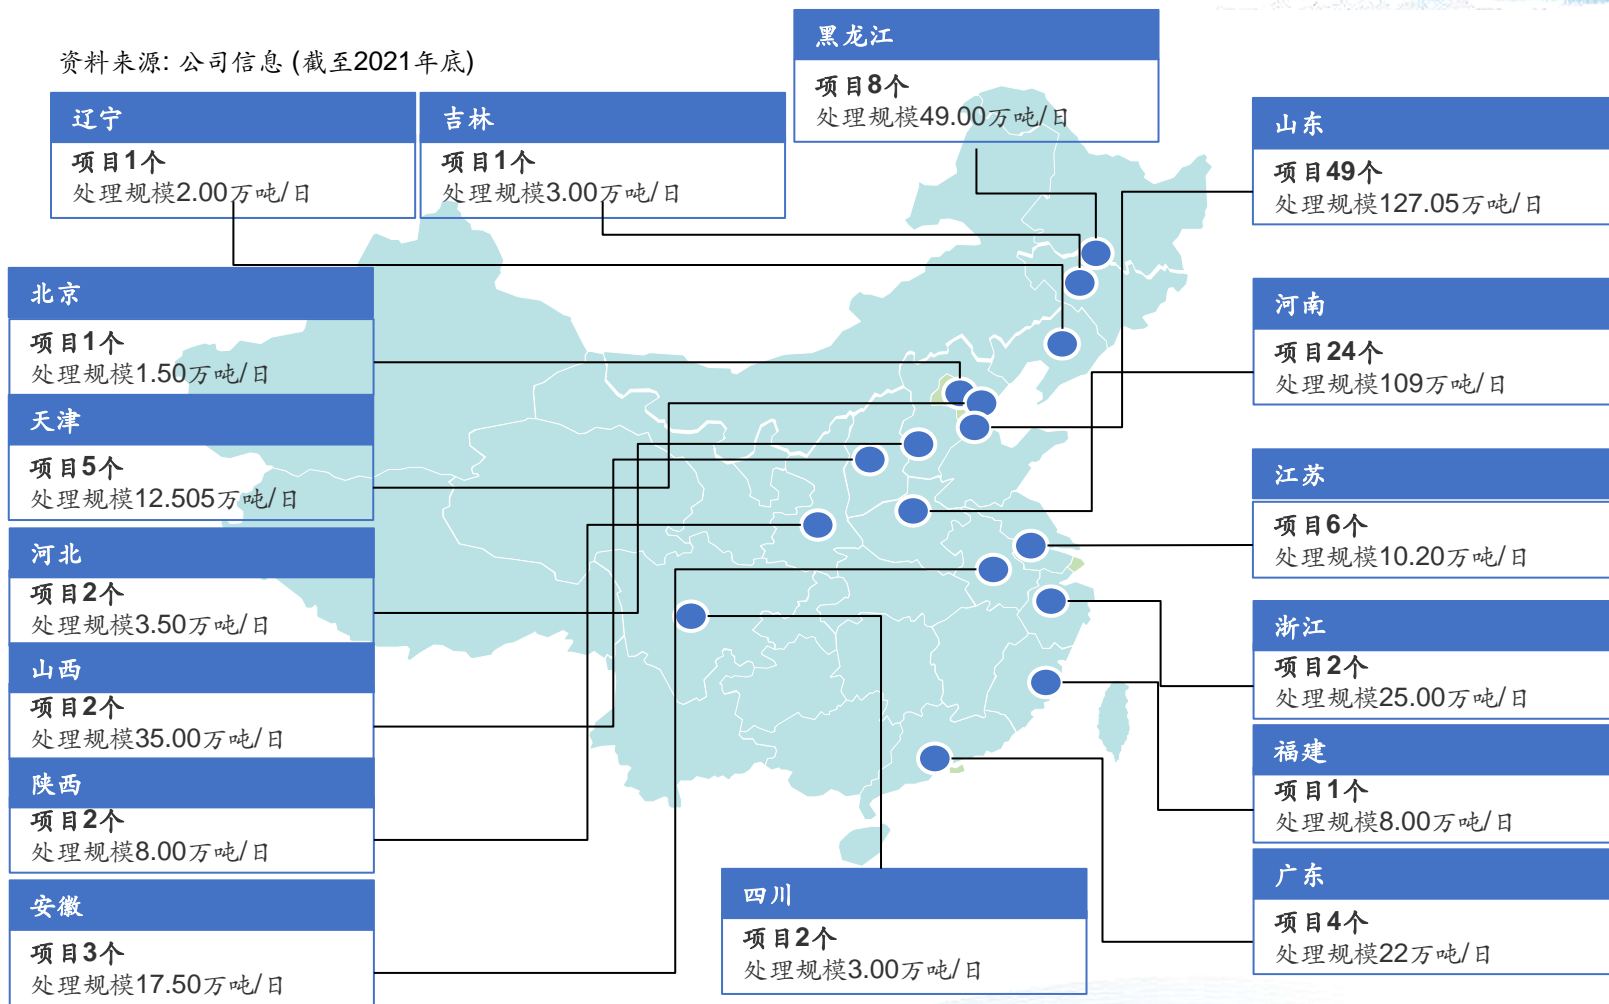 资料来源: 公司信息 (截至2021年底)
黑龙江
项目8个
处理规模49.00万吨/日
辽宁
项目1个
处理规模2.00万吨/日
吉林
项目1个
处理规模3.00万吨/日
山东
项目49个
处理规模127.05万吨/日
北京
项目1个
处理规模1.50万吨/日
河南
项目24个
处理规模109万吨/日
天津
项目5个
处理规模12.505万吨/日
江苏
项目6个
处理规模10.20万吨/日
河北
项目2个
处理规模3.50万吨/日
浙江
项目2个
处理规模25.00万吨/日
山西
项目2个
处理规模35.00万吨/日
福建
项目1个
处理规模8.00万吨/日
陕西
项目2个
处理规模8.00万吨/日
广东
项目4个
处理规模22万吨/日
安徽
项目3个
处理规模17.50万吨/日
四川
项目2个
处理规模3.00万吨/日